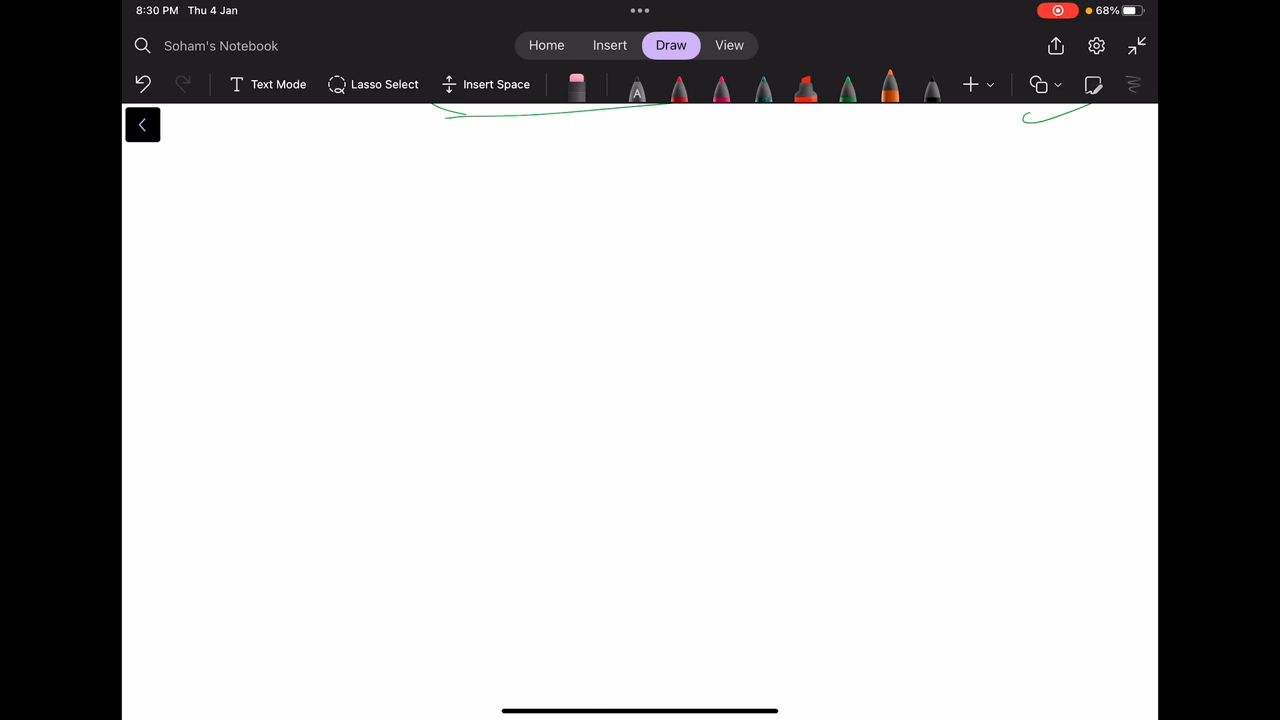 8:30 PM Thu 4 Jan
68%
Soham's Notebook
Home Insert Draw View
Text Mode Lasso Select Insert Space A